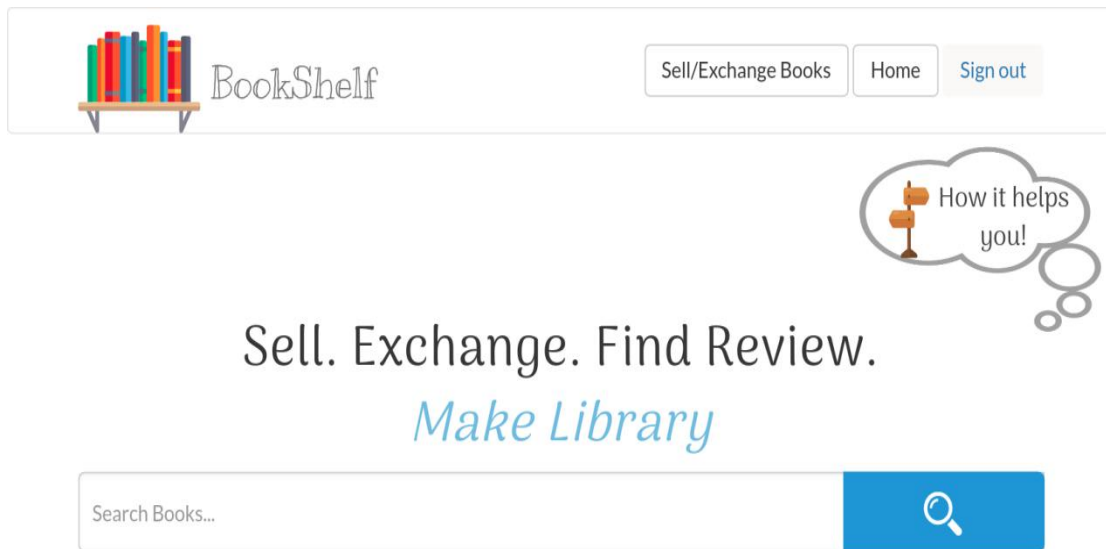 BookShelf
Sell/Exchange Books
Home
Sign out
How it helps
you!
Sell. Exchange. Find Review.
Make Library
Search Books...